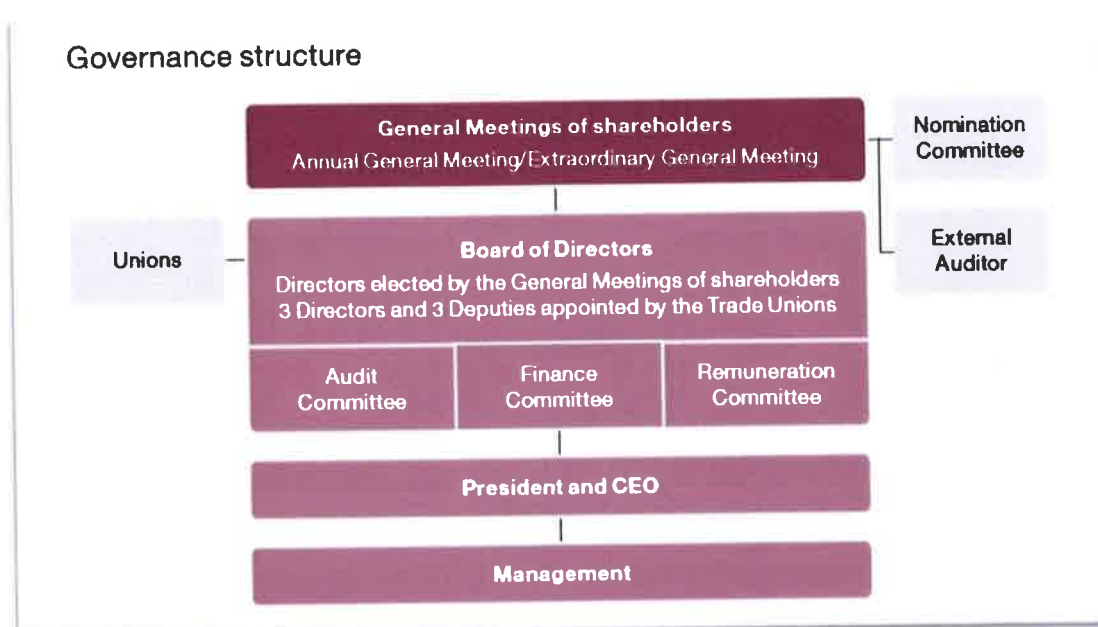 Governance structure
General Meetings of shareholders
Annual General Meeting/Extraordinary General Meeting
Nomination
Committee
Unions
Board of Directors
Directors elected by the General Meetings of shareholders
3 Directors and 3 Deputies appointed by the Trade Unions
External
Auditor
Audit
Committee
Finance
Committee
Remuneration
Committee
President and CEO
Management